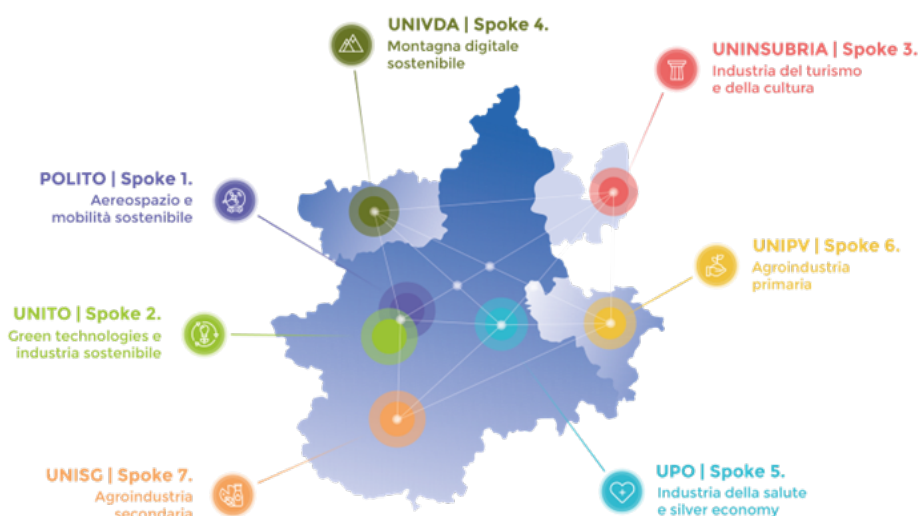 UNIVDA | Spoke 4.
Montagna digitale
sostenibile
UNINSUBRIA | Spoke 3.
Industria del turismo
e della cultura
POLITO | Spoke 1.
Aereospazio e
mobilità sostenibile
UNIPV | Spoke 6.
Agroindustria
primaria
UNITO | Spoke 2.
Green technologies e
industria sostenibile
UNISG | Spoke 7.
Agroindustria
secondaria
UPO | Spoke 5.
Industria della salute
e silver economy